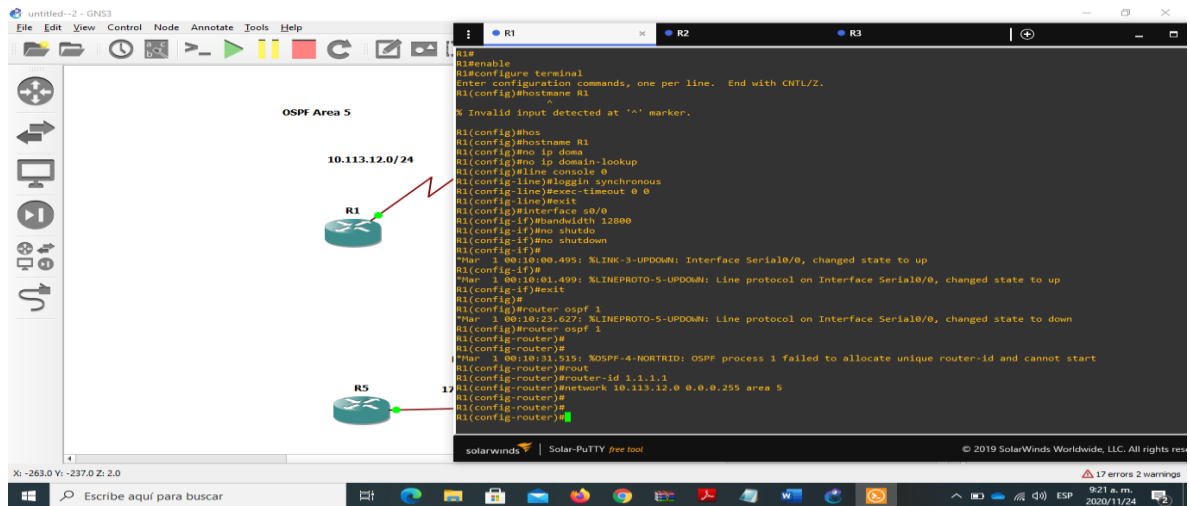 untitled--2 - GNS3
File Edit View Control Node Annotate Tools Help
OSPF Area 5
10.113.12.0/24
R1
R5
17
R1 × R2 R3
R1#
R1#enable
R1#configure terminal
Enter configuration commands, one per line. End with CNTL/Z.
R1(config)#hostmane R1
^
% Invalid input detected at '^' marker.
R1(config)#hos
R1(config)#hostname R1
R1(config)#no ip doma
R1(config)#no ip domain-lookup
R1(config)#line console 0
R1(config-line)#loggin synchronous
R1(config-line)#exec-timeout 0 0
R1(config-line)#exit
R1(config)#interface s0/0
R1(config-if)#bandwidth 12800
R1(config-if)#no shutdo
R1(config-if)#no shutdown
R1(config-if)#
*Mar 1 00:10:00.495: %LINK-3-UPDOWN: Interface Serial0/0, changed state to up
R1(config-if)#
*Mar 1 00:10:01.499: %LINEPROTO-5-UPDOWN: Line protocol on Interface Serial0/0, changed state to up
R1(config-if)#exit
R1(config)#
R1(config)#router ospf 1
*Mar 1 00:10:23.627: %LINEPROTO-5-UPDOWN: Line protocol on Interface Serial0/0, changed state to down
R1(config)#router ospf 1
R1(config-router)#
R1(config-router)#
*Mar 1 00:10:31.515: %OSPF-4-NORTRID: OSPF process 1 failed to allocate unique router-id and cannot start
R1(config-router)#rout
R1(config-router)#router-id 1.1.1.1
R1(config-router)#network 10.113.12.0 0.0.0.255 area 5
R1(config-router)#
R1(config-router)#
R1(config-router)#
solarwinds | Solar-PuTTY free tool © 2019 SolarWinds Worldwide, LLC. All rights res
X: -263.0 Y: -237.0 Z: 2.0 17 errors 2 warnings
Escribe aquí para buscar
ESP
9:21 a. m.
2020/11/24
2